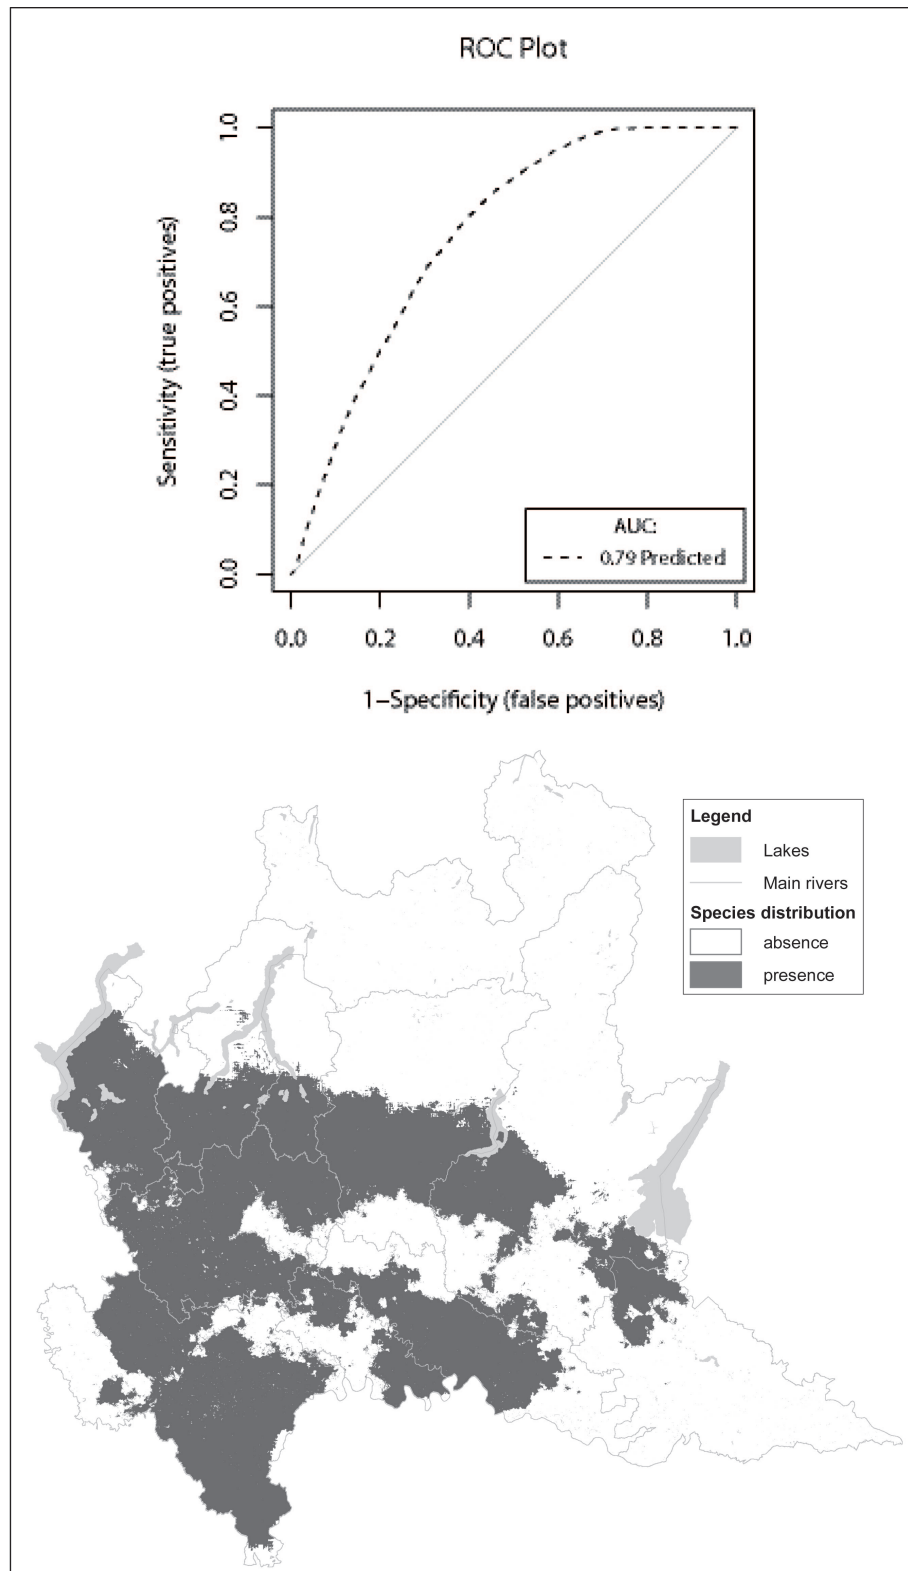 ROC Plot
1.0
0.8
0.6
0.4
0.2
0.0
Sensitivity (true positives)
AUC:
0.79 Predicted
0.0 0.2 0.4 0.6 0.8 1.0
1–Specificity (false positives)
Legend
Lakes
Main rivers
Species distribution
absence
presence